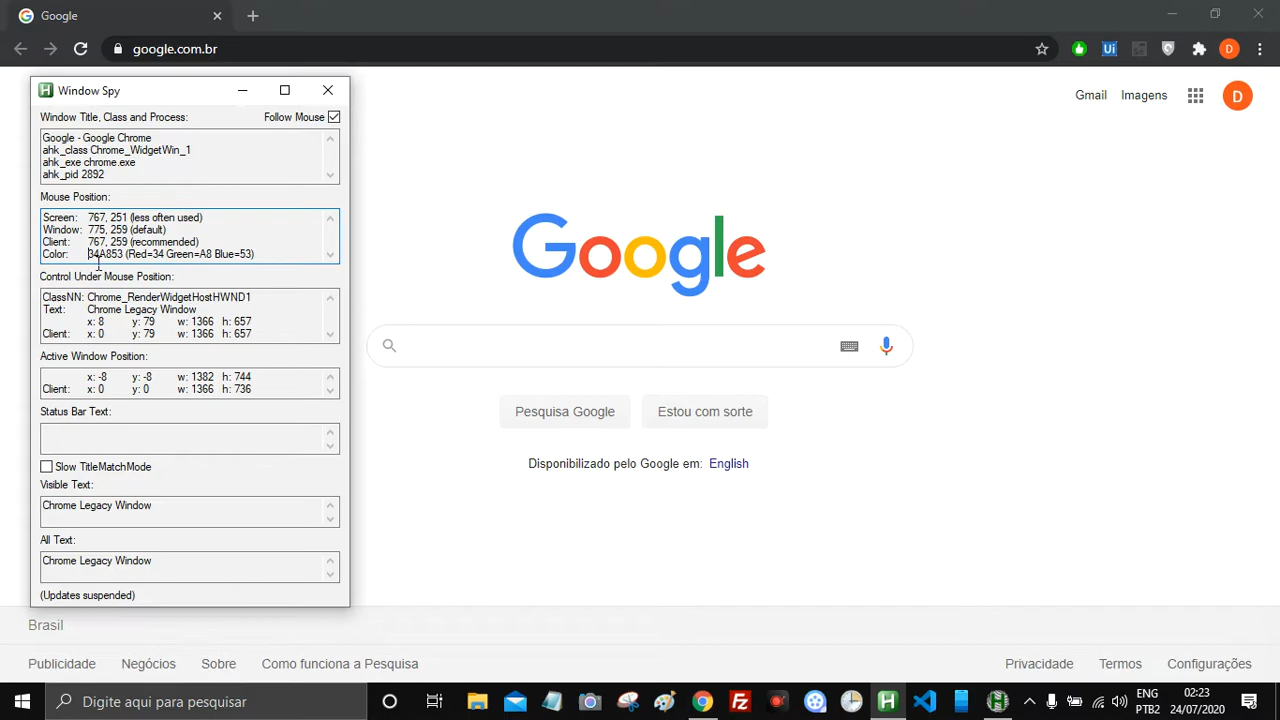 Google
google.com.br
Ui
D
Gmail
Imagens
D
Window Spy
Window Title, Class and Process:
Follow Mouse
Google - Google Chrome
ahk_class Chrome_WidgetWin_1
ahk_exe chrome.exe
ahk_pid 2892
Mouse Position:
Screen: 767, 251 (less often used)
Window: 775, 259 (default)
Client: 767, 259 (recommended)
Color: 34A853 (Red=34 Green=A8 Blue=53)
Control Under Mouse Position:
ClassNN: Chrome_RenderWidgetHostHWND1
Text: Chrome Legacy Window
x: 8 y: 79 w: 1366 h: 657
Client: x: 0 y: 79 w: 1366 h: 657
Active Window Position:
x: -8 y: -8 w: 1382 h: 744
Client: x: 0 y: 0 w: 1366 h: 736
Status Bar Text:
Slow TitleMatchMode
Visible Text:
Chrome Legacy Window
All Text:
Chrome Legacy Window
(Updates suspended)
Google
Pesquisa Google
Estou com sorte
Disponibilizado pelo Google em: English
Brasil
Publicidade Negócios Sobre Como funciona a Pesquisa
Privacidade Termos Configurações
Digite aqui para pesquisar
ENG
PTB2
02:23
24/07/2020